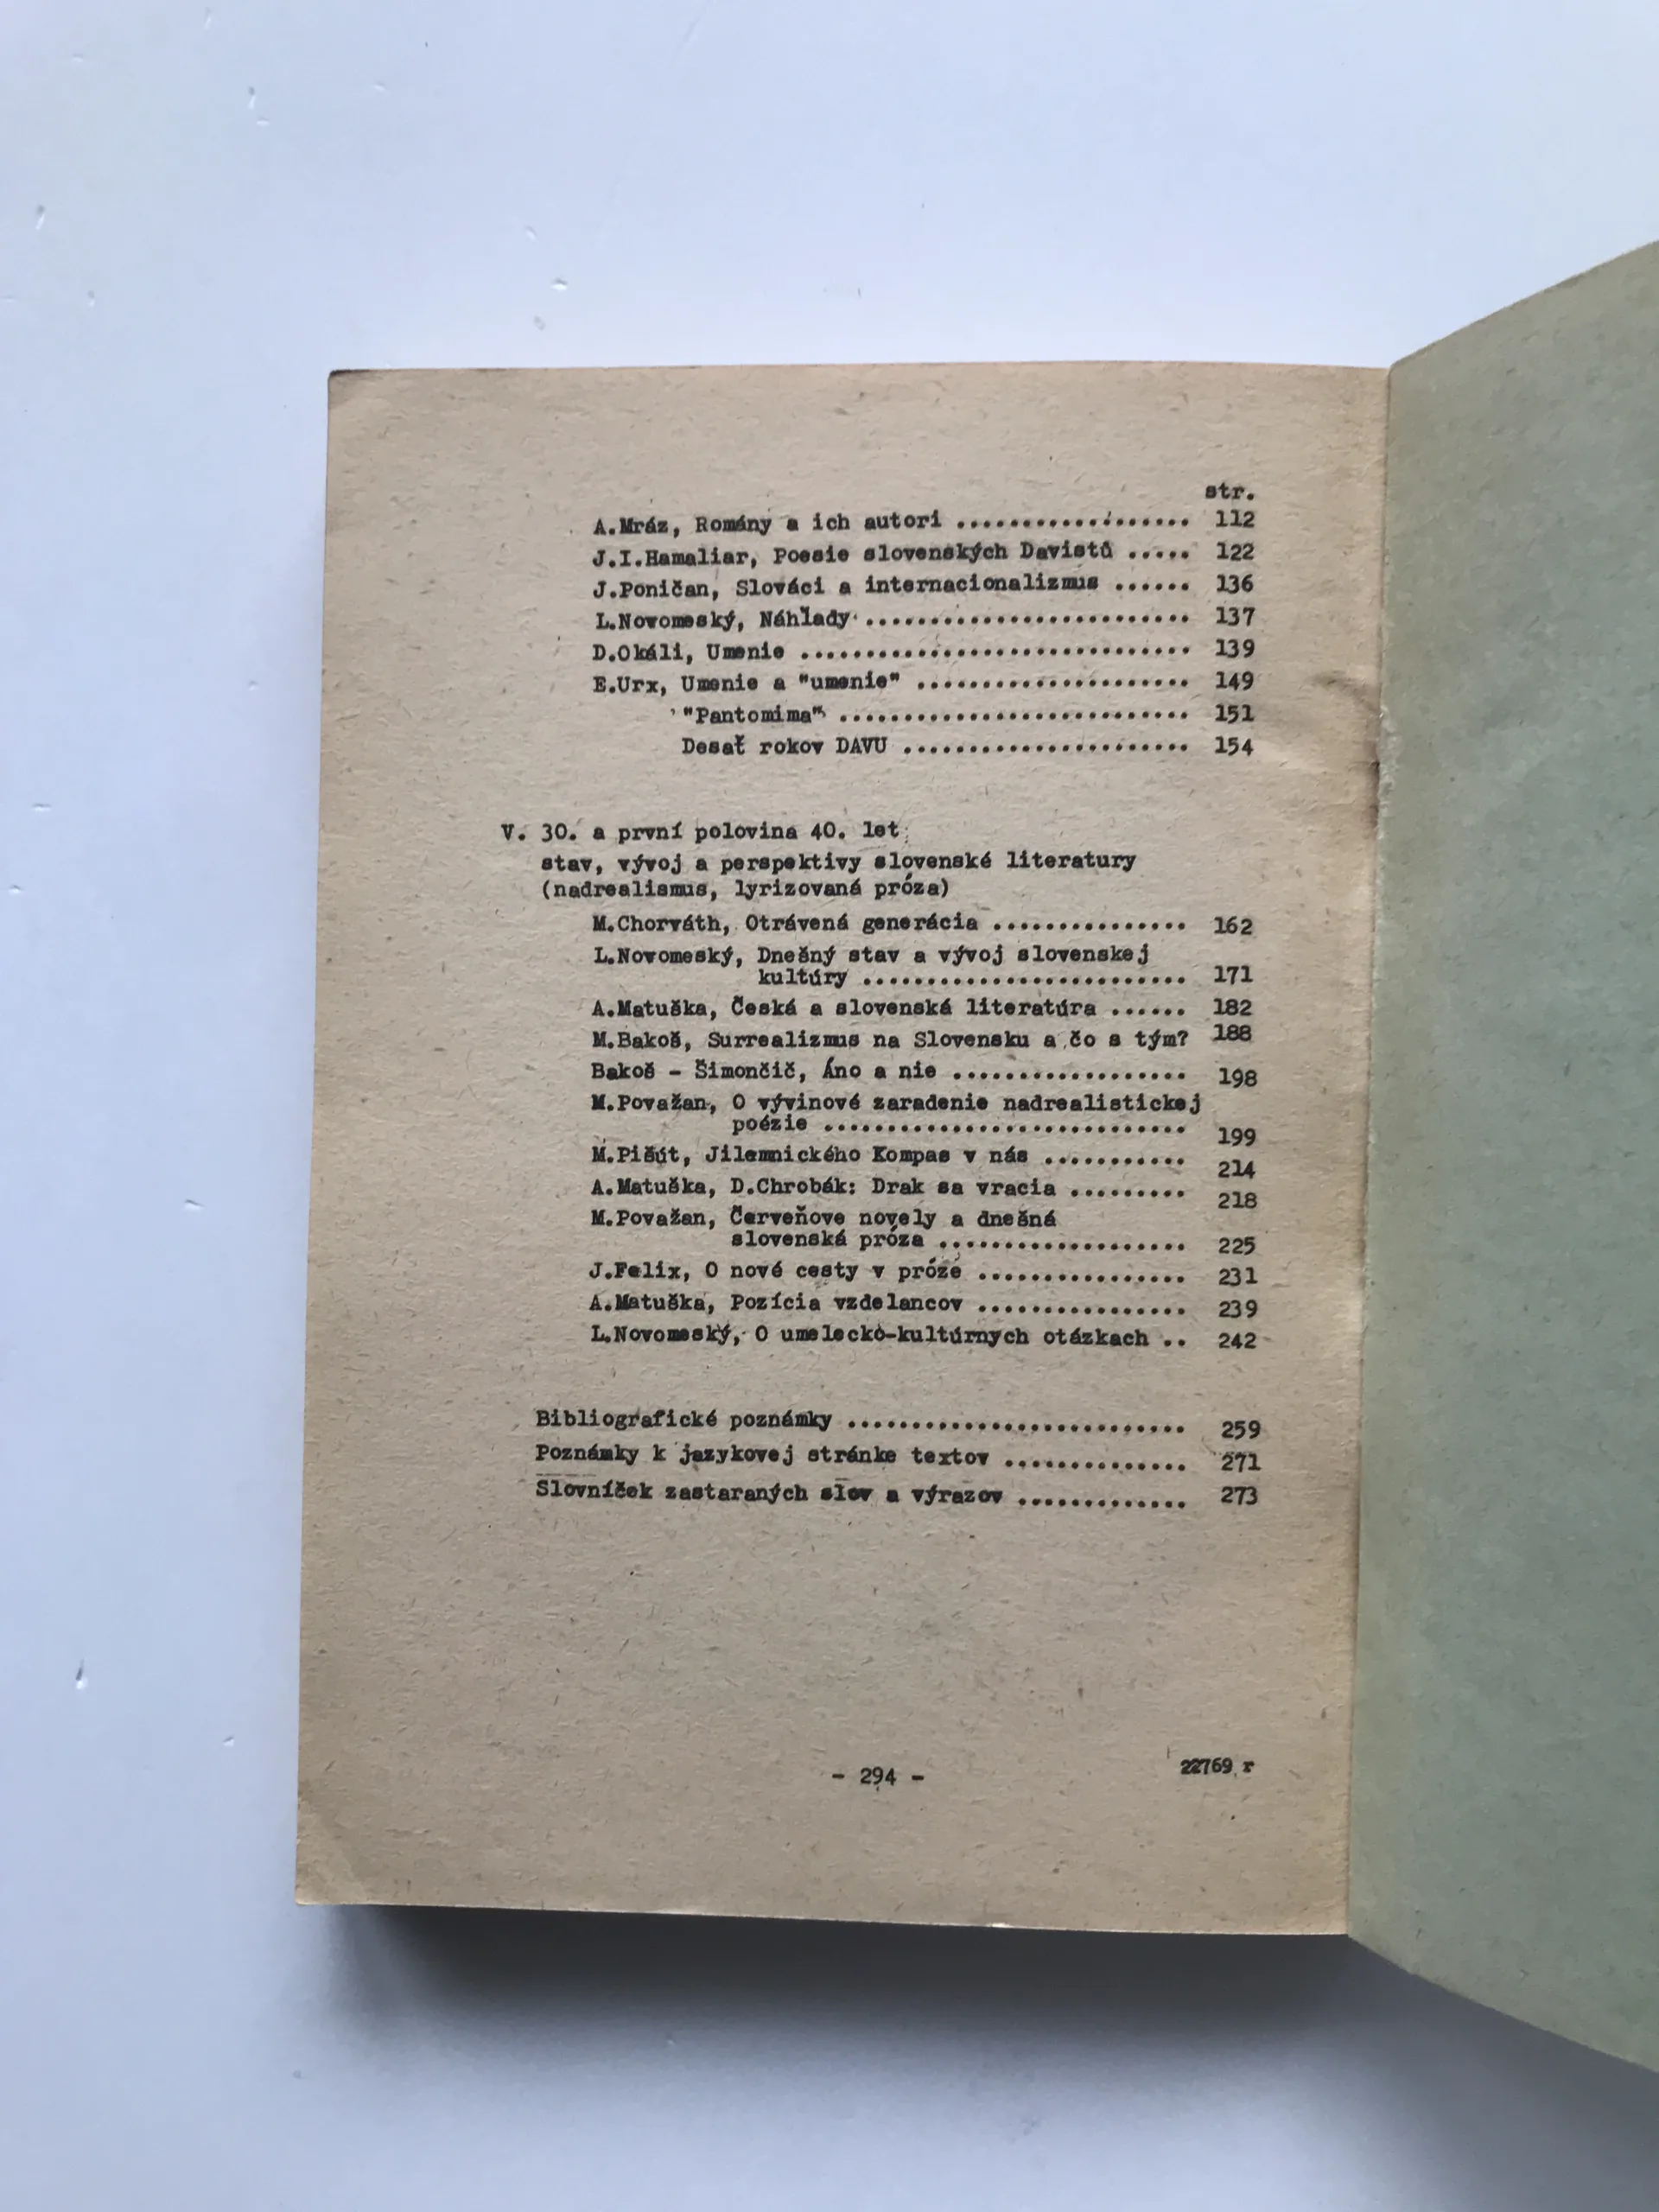 str.
A.Mráz, Romány a ich autori .................. 112
J.I.Hamaliar, Poesie slovenských Davistů ..... 122
J.Poničan, Slováci a internacionalizmus ...... 136
L.Novomeský, Náhľady ......................... 137
D.Okáli, Umenie .............................. 139
E.Urx, Umenie a "umenie" ..................... 149
"Pantomima" ........................... 151
Desať rokov DAVU ...................... 154
V. 30. a první polovina 40. let
stav, vývoj a perspektivy slovenské literatury
(nadrealismus, lyrizovaná próza)
M.Chorváth, Otrávená generácia ............... 162
L.Novomeský, Dnešný stav a vývoj slovenskej
kultúry ......................... 171
A.Matuška, Česká a slovenská literatúra ...... 182
M.Bakoš, Surrealizmus na Slovensku a čo s tým? 188
Bakoš - Šimončič, Áno a nie .................. 198
M.Považan, O vývinové zaradenie nadrealistickej
poézie ............................ 199
M.Pišút, Jilemnického Kompas v nás ........... 214
A.Matuška, D.Chrobák: Drak sa vracia ......... 218
M.Považan, Červeňove novely a dnešná
slovenská próza ................... 225
J.Felix, O nové cesty v próze ................ 231
A.Matuška, Pozícia vzdelancov ................ 239
L.Novomeský, O umelecko-kultúrnych otázkach .. 242
Bibliografické poznámky .......................... 259
Poznámky k jazykovej stránke textov .............. 271
Slovníček zastaraných slov a výrazov ............. 273
- 294 -
22769 r